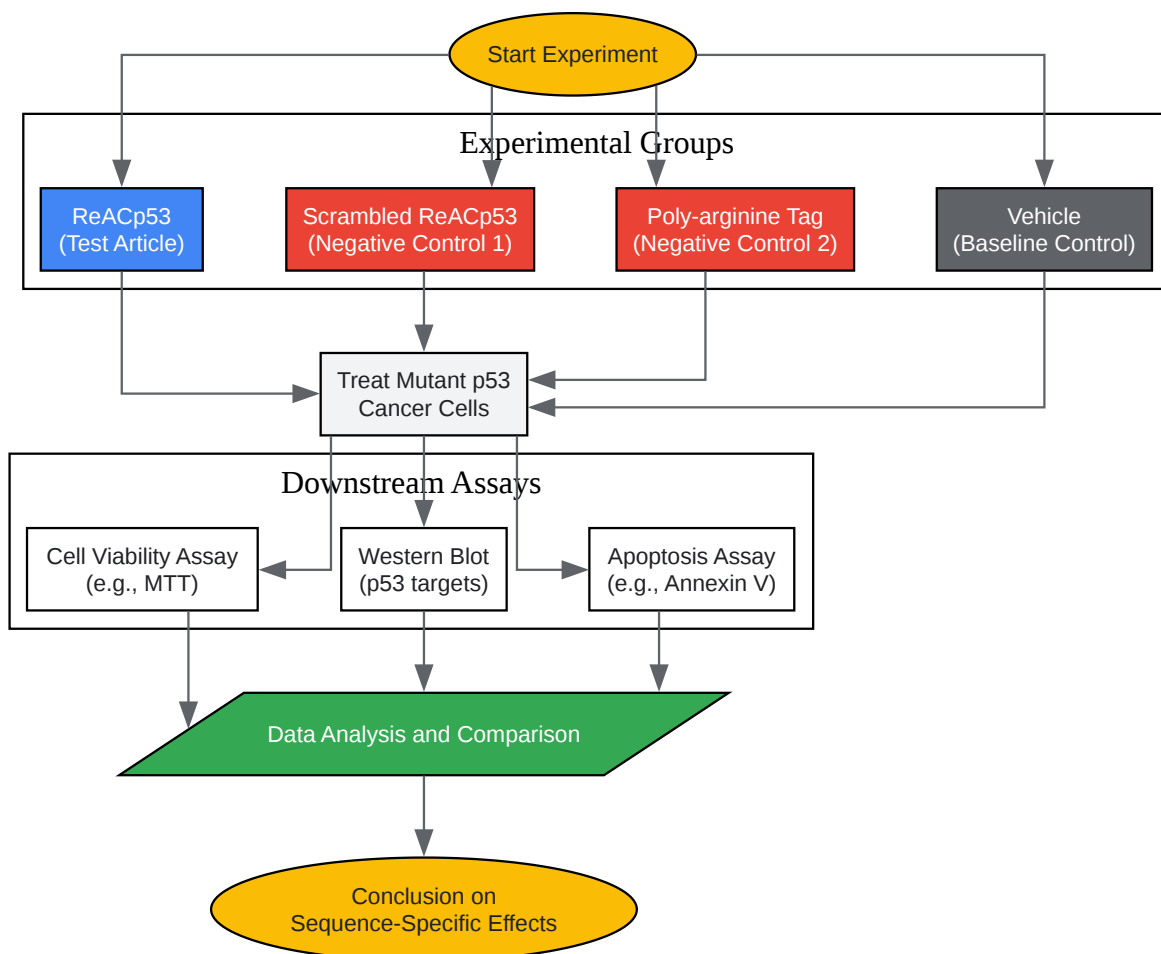 Start Experiment
Experimental Groups
ReACp53
(Test Article)
Scrambled ReACp53
(Negative Control 1)
Poly-arginine Tag
(Negative Control 2)
Vehicle
(Baseline Control)
Treat Mutant p53
Cancer Cells
Downstream Assays
Cell Viability Assay
(e.g., MTT)
Western Blot
(p53 targets)
Apoptosis Assay
(e.g., Annexin V)
Data Analysis and Comparison
Conclusion on
Sequence-Specific Effects